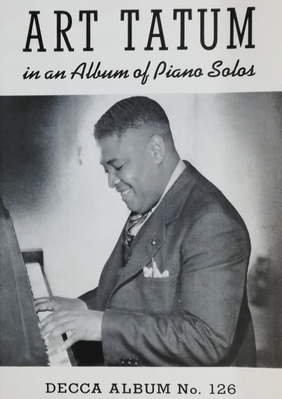 ART TATUM
in an Album of Piano Solos
DECCA ALBUM No. 126